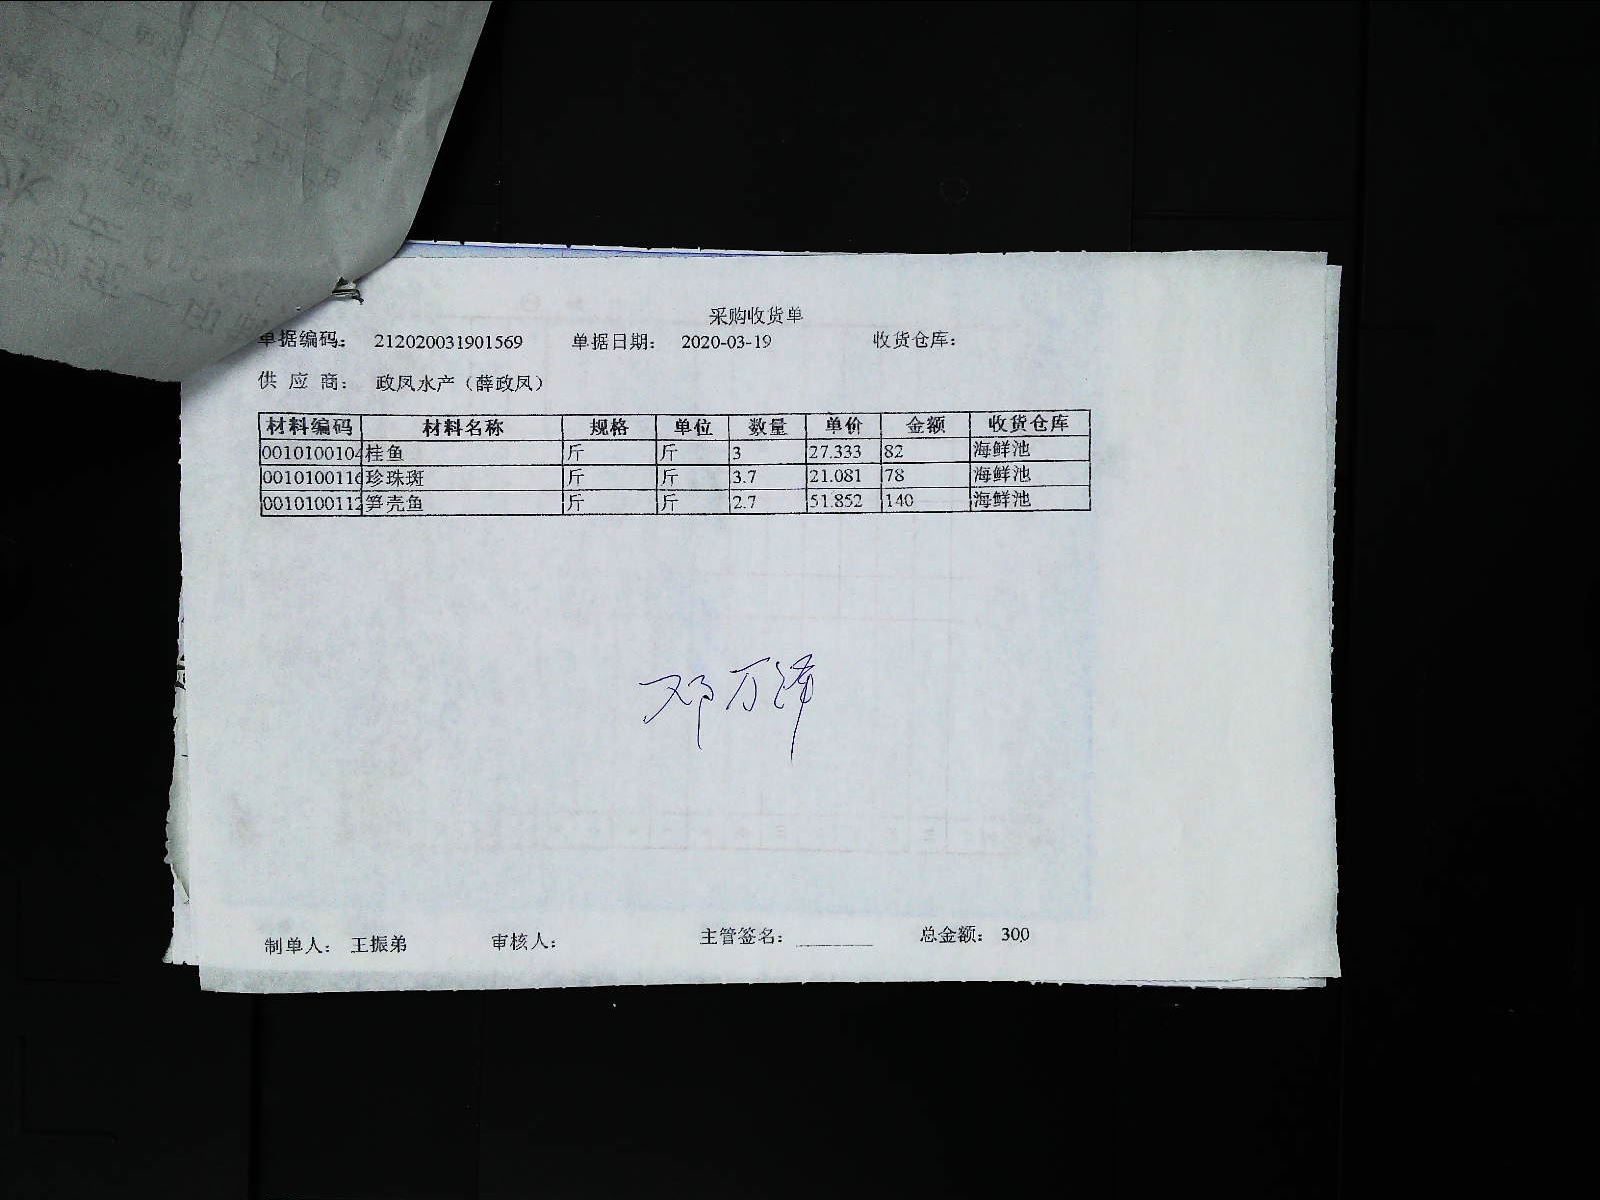 采购收货单
单据编码： 212020031901569 单据日期： 2020-03-19 收货仓库：
供 应 商： 政凤水产（薛政凤）
材料编码 材料名称 规格 单位 数量 单价 金额 收货仓库
0010100104 桂鱼 斤 斤 3 27.333 82 海鲜池
0010100116 珍珠斑 斤 斤 3.7 21.081 78 海鲜池
0010100112 笋壳鱼 斤 斤 2.7 51.852 140 海鲜池
邓万
制单人： 王振弟 审核人： 主管签名： 总金额： 300